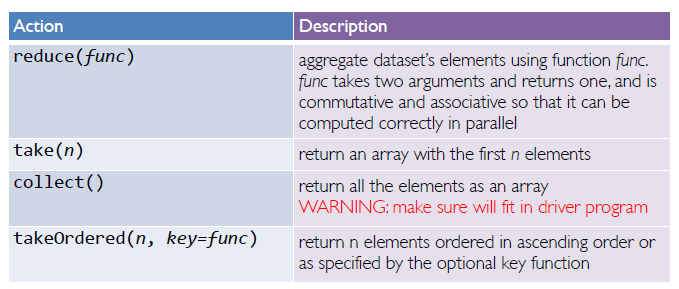 Action Description
reduce(func) aggregate dataset's elements using function func.
func takes two arguments and returns one, and is
commutative and associative so that it can be
computed correctly in parallel
take(n) return an array with the first n elements
collect() return all the elements as an array
WARNING: make sure will fit in driver program
takeOrdered(n, key=func) return n elements ordered in ascending order or
as specified by the optional key function